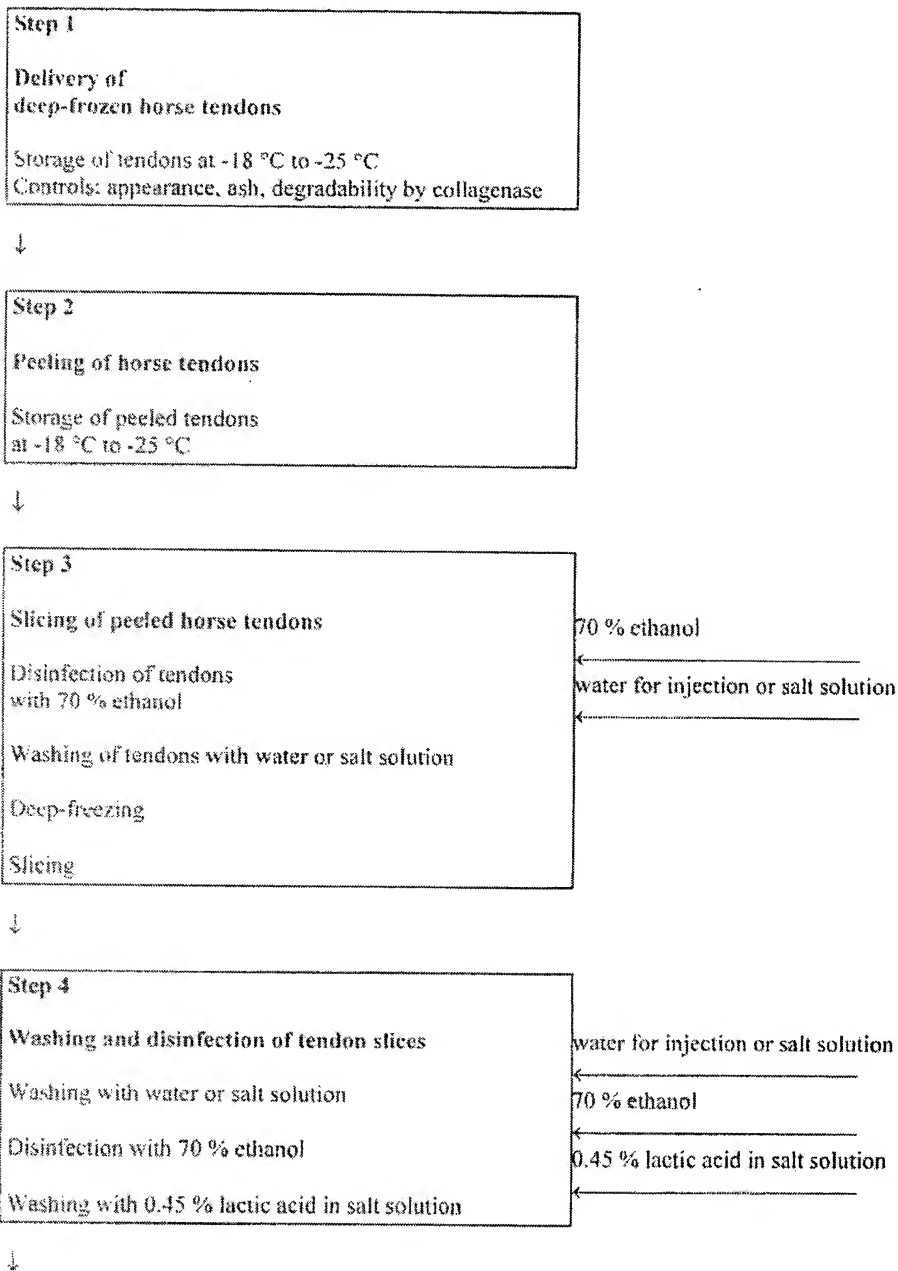 Step 1
Delivery of
deep-frozen horse tendons
Storage of tendons at -18 °C to -25 °C
Controls: appearance, ash, degradability by collagenase
↓
Step 2
Peeling of horse tendons
Storage of peeled tendons
at -18 °C to -25 °C
↓
Step 3
Slicing of peeled horse tendons
70 % ethanol
Disinfection of tendons
with 70 % ethanol
water for injection or salt solution
Washing of tendons with water or salt solution
Deep-freezing
Slicing
↓
Step 4
Washing and disinfection of tendon slices
water for injection or salt solution
Washing with water or salt solution
70 % ethanol
Disinfection with 70 % ethanol
0.45 % lactic acid in salt solution
Washing with 0.45 % lactic acid in salt solution
↓